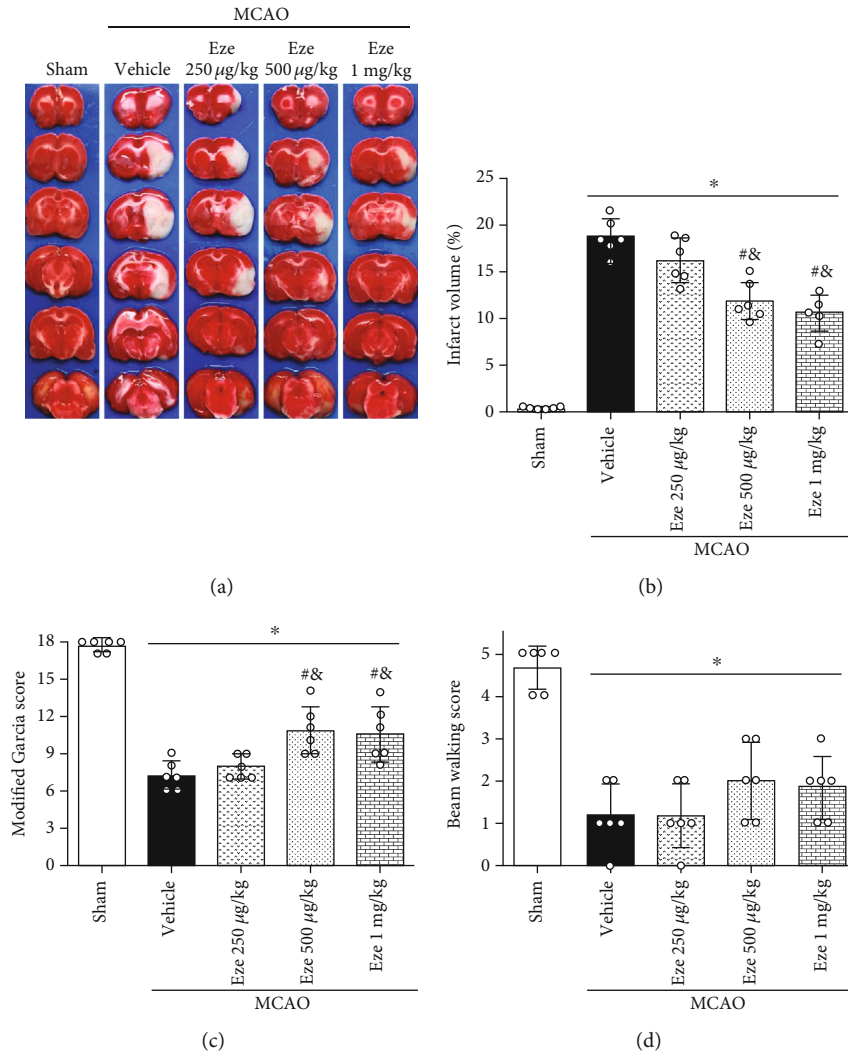 MCAO
Sham
Vehicle
Eze
250 μg/kg
Eze
500 μg/kg
Eze
1 mg/kg
(a)
Infarct volume (%)
25
20
15
10
5
0
*
#&
#&
Sham
Vehicle
Eze 250 μg/kg
Eze 500 μg/kg
Eze 1 mg/kg
MCAO
(b)
Modified Garcia score
18
15
12
9
6
3
0
*
#&
#&
Sham
Vehicle
Eze 250 μg/kg
Eze 500 μg/kg
Eze 1 mg/kg
MCAO
(c)
Beam walking score
5
4
3
2
1
0
*
Sham
Vehicle
Eze 250 μg/kg
Eze 500 μg/kg
Eze 1 mg/kg
MCAO
(d)